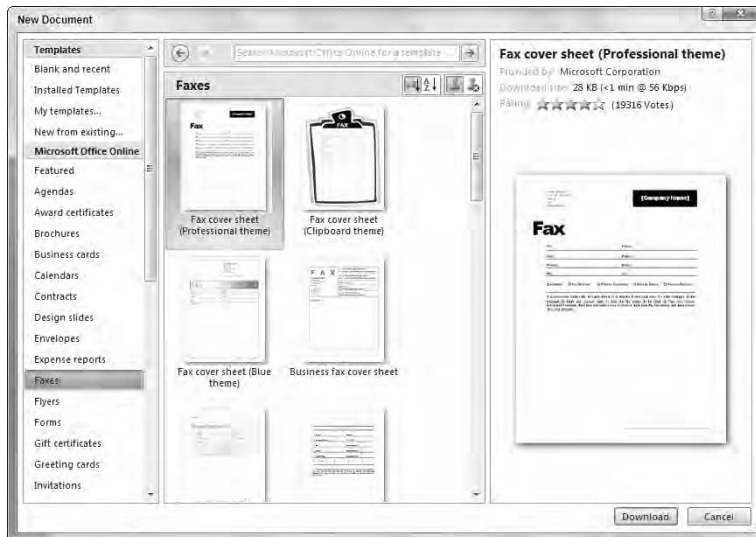 New Document
Templates
Blank and recent
Installed Templates
My templates...
New from existing...
Microsoft Office Online
Featured
Agendas
Award certificates
Brochures
Business cards
Calendars
Contracts
Design slides
Envelopes
Expense reports
Faxes
Flyers
Forms
Gift certificates
Greeting cards
Invitations
Search Microsoft Office Online for a template
Faxes
Fax
FAX
Fax cover sheet
(Professional theme)
Fax cover sheet
(Clipboard theme)
FAX
Fax cover sheet (Blue
theme)
Business fax cover sheet
Fax cover sheet (Professional theme)
Provided by: Microsoft Corporation
Download size: 28 KB (<1 min @ 56 Kbps)
Rating: (19316 Votes)
[Company Name]
Fax
Download
Cancel